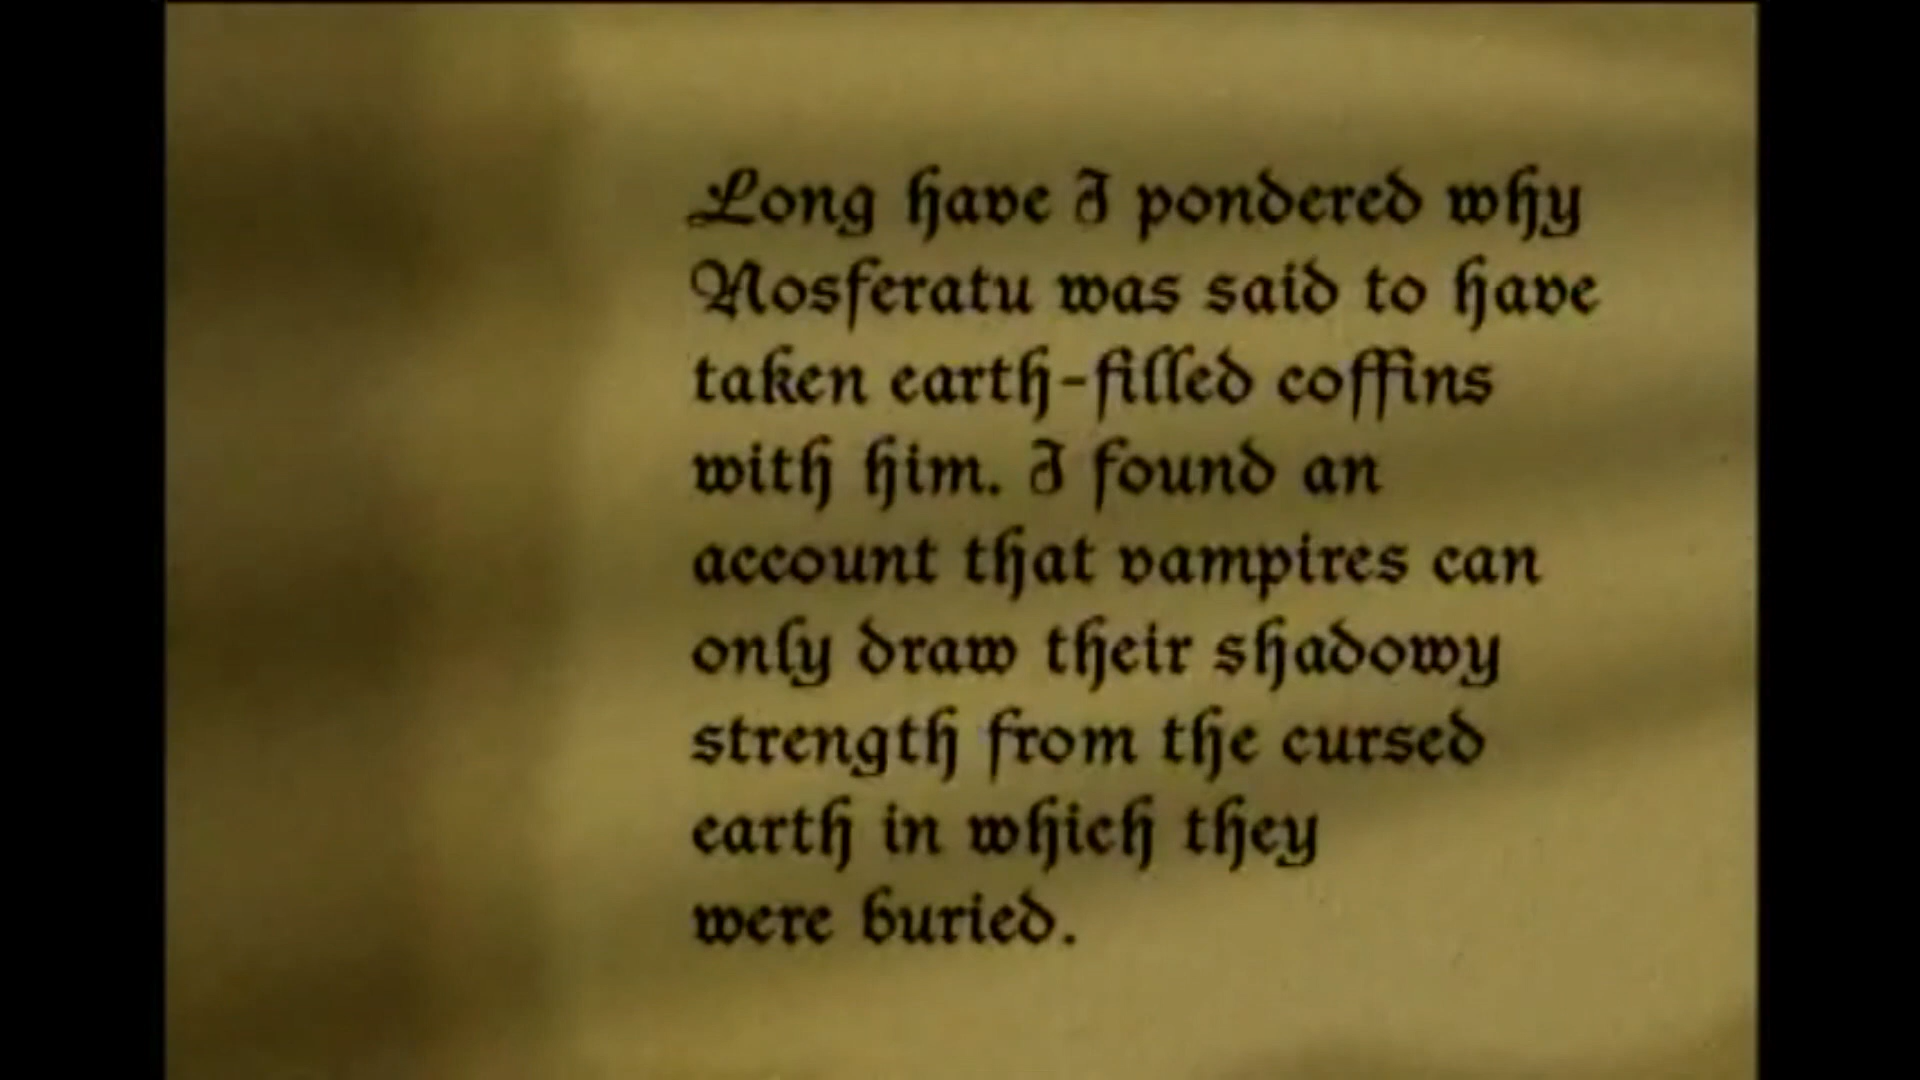 Long have I pondered why
Nosferatu was said to have
taken earth-filled coffins
with him. I found an
account that vampires can
only draw their shadowy
strength from the cursed
earth in which they
were buried.